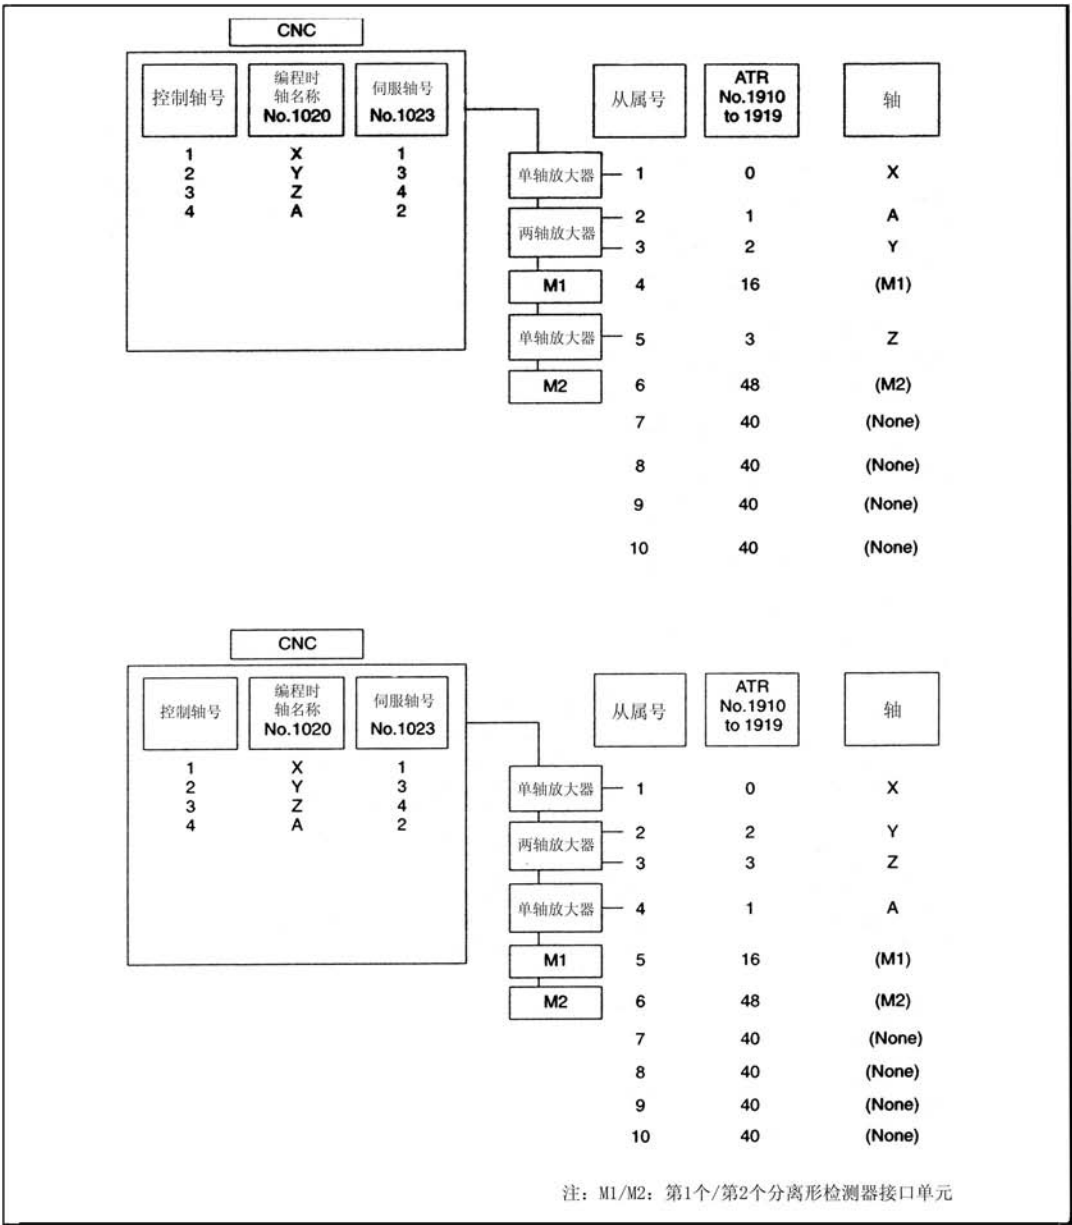 CNC
控制轴号
编程时
轴名称
No.1020
伺服轴号
No.1023
从属号
ATR
No.1910
to 1919
轴
1 X 1
2 Y 3
3 Z 4
4 A 2
单轴放大器 1 0 X
两轴放大器
2 1 A
3 2 Y
M1 4 16 (M1)
单轴放大器 5 3 Z
M2 6 48 (M2)
7 40 (None)
8 40 (None)
9 40 (None)
10 40 (None)
CNC
控制轴号
编程时
轴名称
No.1020
伺服轴号
No.1023
从属号
ATR
No.1910
to 1919
轴
1 X 1
2 Y 3
3 Z 4
4 A 2
单轴放大器 1 0 X
两轴放大器
2 2 Y
3 3 Z
单轴放大器 4 1 A
M1 5 16 (M1)
M2 6 48 (M2)
7 40 (None)
8 40 (None)
9 40 (None)
10 40 (None)
注: M1/M2: 第1个/第2个分离形检测器接口单元